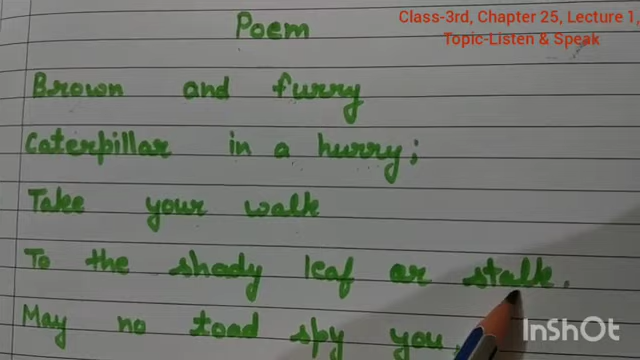 Class-3rd, Chapter 25, Lecture 1,
Topic-Listen & Speak
Poem
Brown and furry
Caterpillar in a hurry;
Take your walk
To the shady leaf or stalk.
May no toad spy you,
InShOt